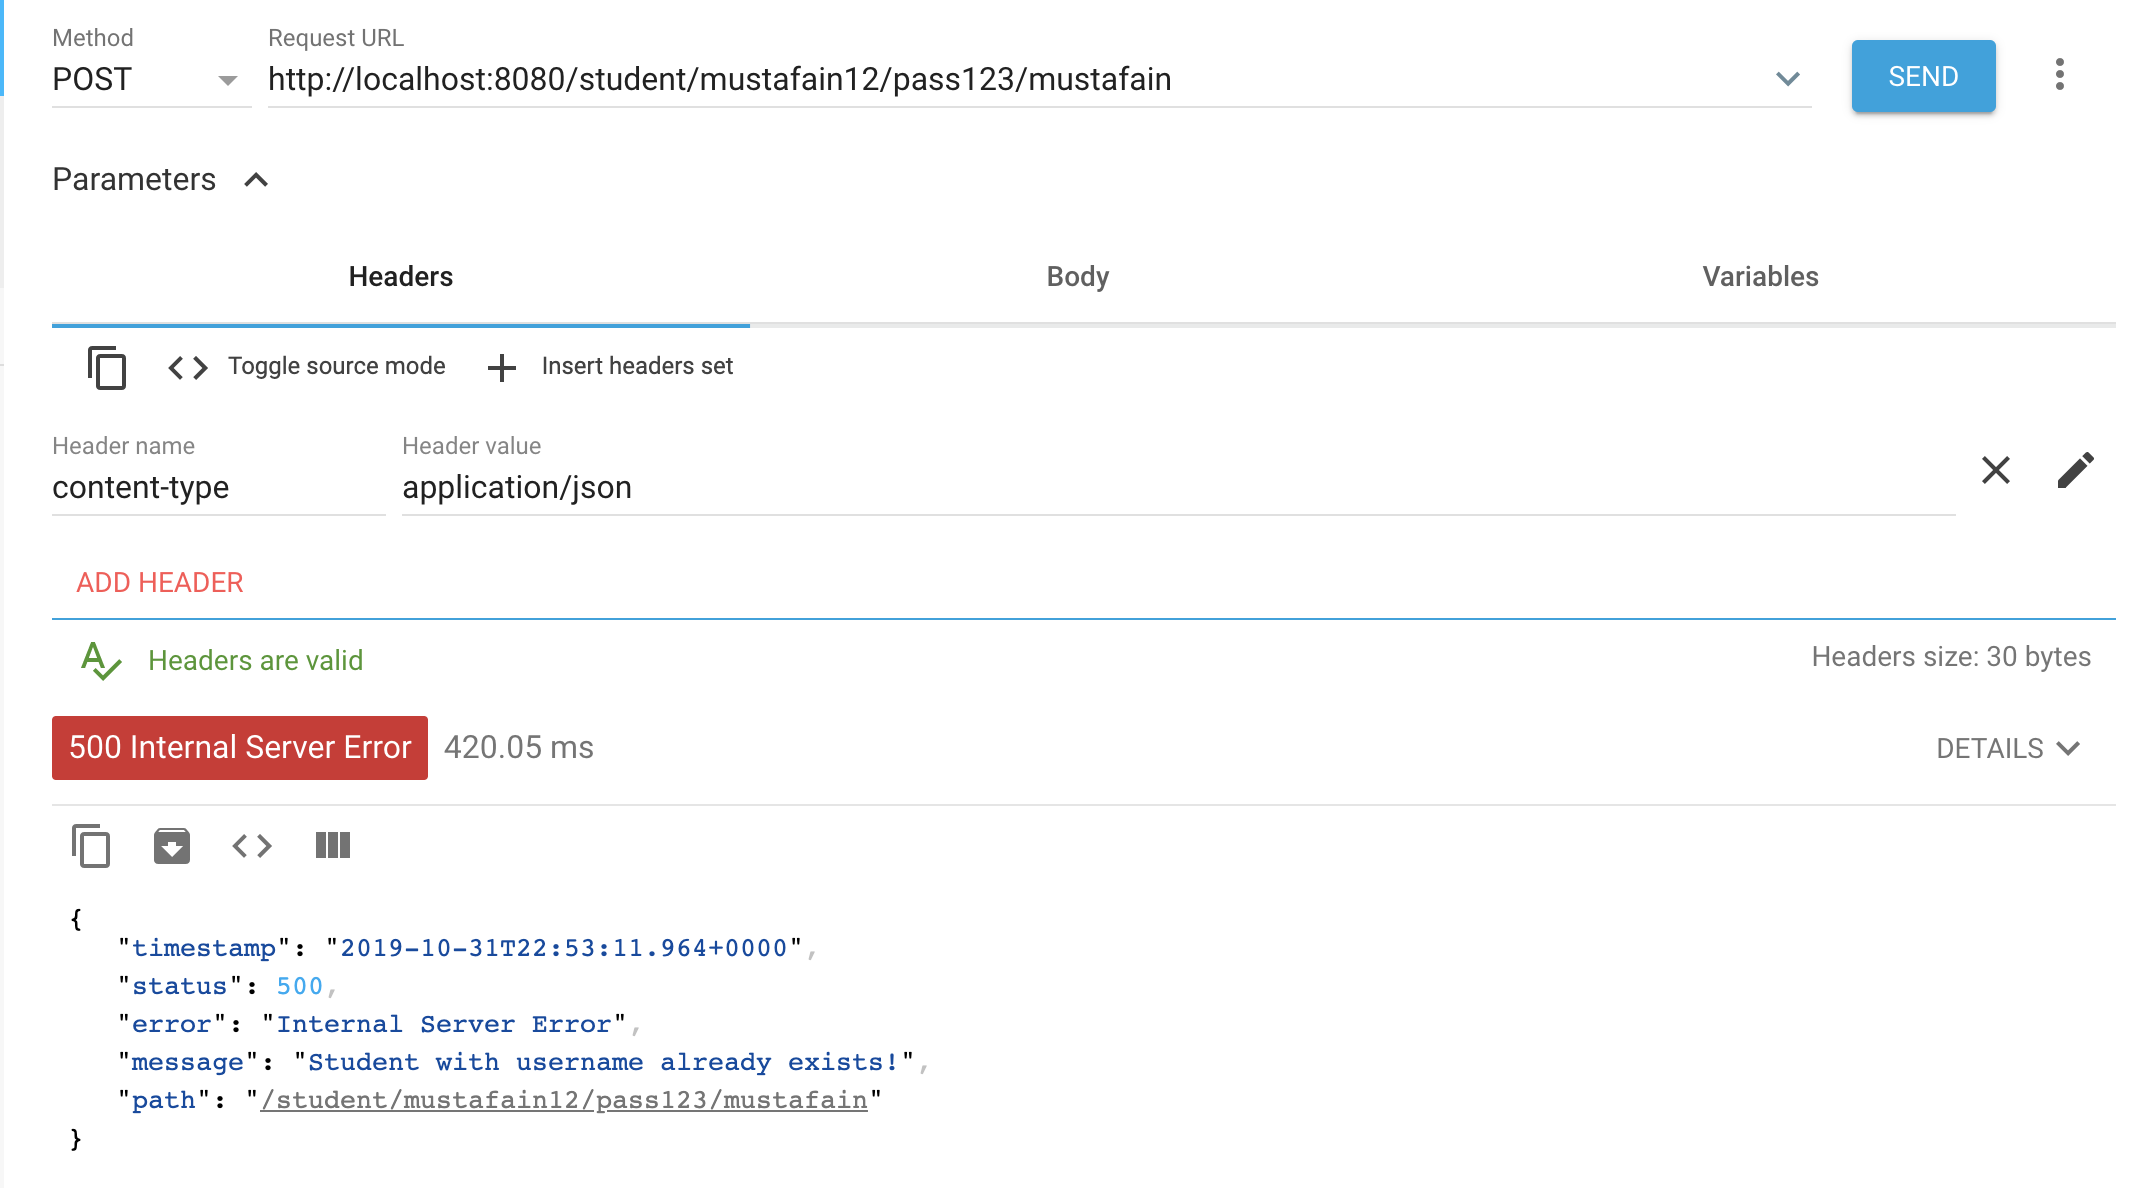 Method
Request URL
POST
http://localhost:8080/student/mustafain12/pass123/mustafain
SEND
Parameters
Headers
Body
Variables
Toggle source mode
Insert headers set
Header name
Header value
content-type
application/json
ADD HEADER
Headers are valid
Headers size: 30 bytes
500 Internal Server Error
420.05 ms
DETAILS
{
"timestamp": "2019-10-31T22:53:11.964+0000",
"status": 500,
"error": "Internal Server Error",
"message": "Student with username already exists!",
"path": "/student/mustafain12/pass123/mustafain"
}